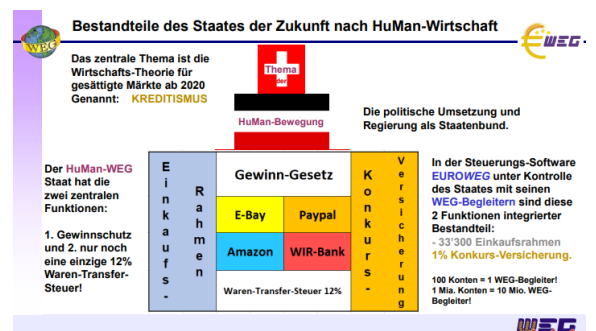 Bestandteile des Staates der Zukunft nach HuMan-Wirtschaft
WEG
€WEG
Das zentrale Thema ist die
Wirtschafts-Theorie für
gesättigte Märkte ab 2020
Genannt: KREDITISMUS
Thema
der
HuMan-Bewegung
Die politische Umsetzung und
Regierung als Staatenbund.
Der HuMan-WEG
Staat hat die
zwei zentralen
Funktionen:
1. Gewinnschutz
und 2. nur noch
eine einzige 12%
Waren-Transfer-
Steuer!
Einkaufs-
Rahmen
Gewinn-Gesetz
E-Bay
Paypal
Amazon
WIR-Bank
Waren-Transfer-Steuer 12%
Konkurs-
Versicherung
In der Steuerungs-Software
EUROWEG unter Kontrolle
des Staates mit seinen
WEG-Begleitern sind diese
2 Funktionen integrierter
Bestandteil:
- 33'300 Einkaufsrahmen
1% Konkurs-Versicherung.
100 Konten = 1 WEG-Begleiter!
1 Mia. Konten = 10 Mio. WEG-
Begleiter!
WEG